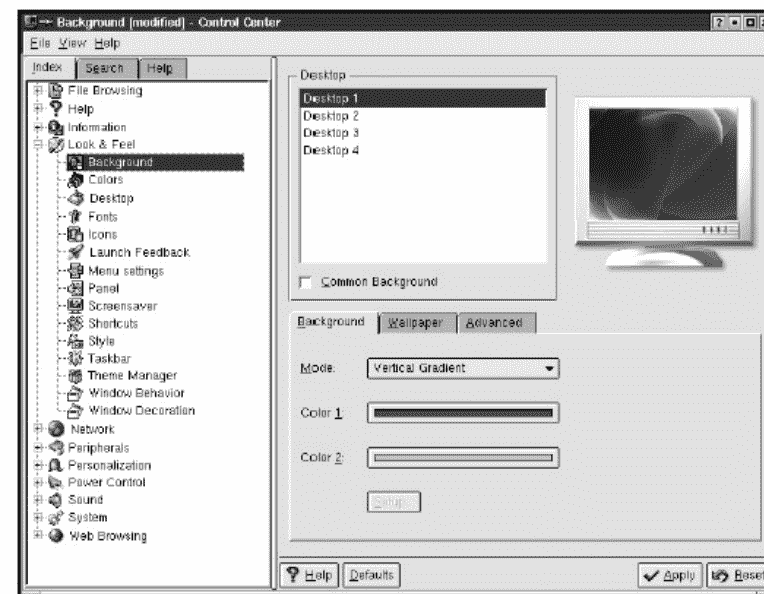 Background [modified] - Control Center
File View Help
Index Search Help
File Browsing
Help
Information
Look & Feel
Background
Colors
Desktop
Fonts
Icons
Launch Feedback
Menu settings
Panel
Screensaver
Shortcuts
Style
Taskbar
Theme Manager
Window Behavior
Window Decoration
Network
Peripherals
Personalization
Power Control
Sound
System
Web Browsing
Desktop
Desktop 1
Desktop 2
Desktop 3
Desktop 4
Common Background
Background Wallpaper Advanced
Mode: Vertical Gradient
Color 1:
Color 2:
Setup...
Help Defaults Apply Reset